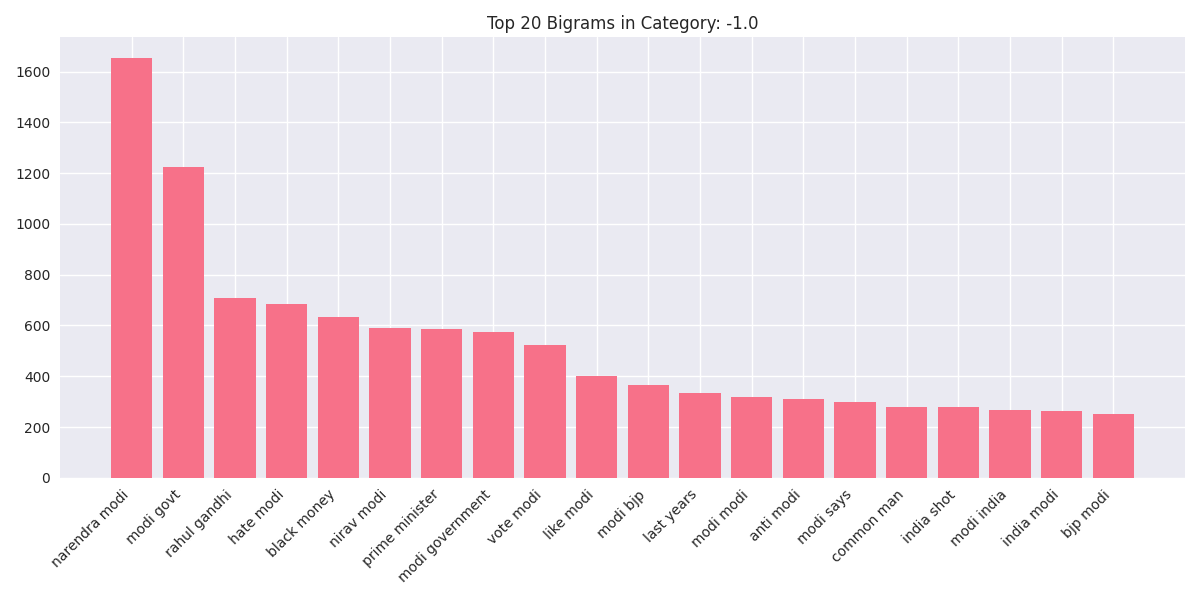 Top 20 Bigrams in Category: -1.0
1600
1400
1200
1000
800
600
400
200
0
narendra modi
modi govt
rahul gandhi
hate modi
black money
nirav modi
prime minister
modi government
vote modi
like modi
modi bjp
last years
modi modi
anti modi
modi says
common man
india shot
modi india
india modi
bjp modi